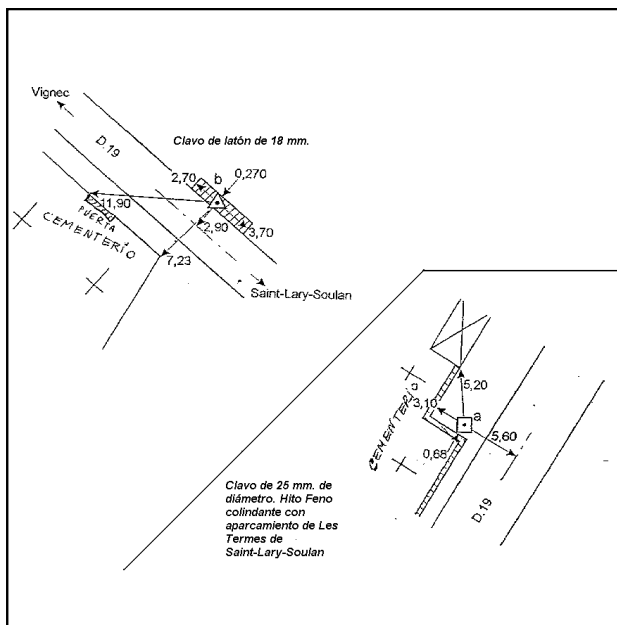 Vignec
D.19
Clavo de latón de 18 mm.
2,70
b
0,270
11,90
PUERTA
CEMENTERÍO
2,90
3,70
7,23
Saint-Lary-Soulan
5,20
3,10
a
CEMENTERÍO
5,60
0,68
D.19
Clavo de 25 mm. de
diámetro. Hito Feno
colindante con
aparcamiento de Les
Termes de
Saint-Lary-Soulan